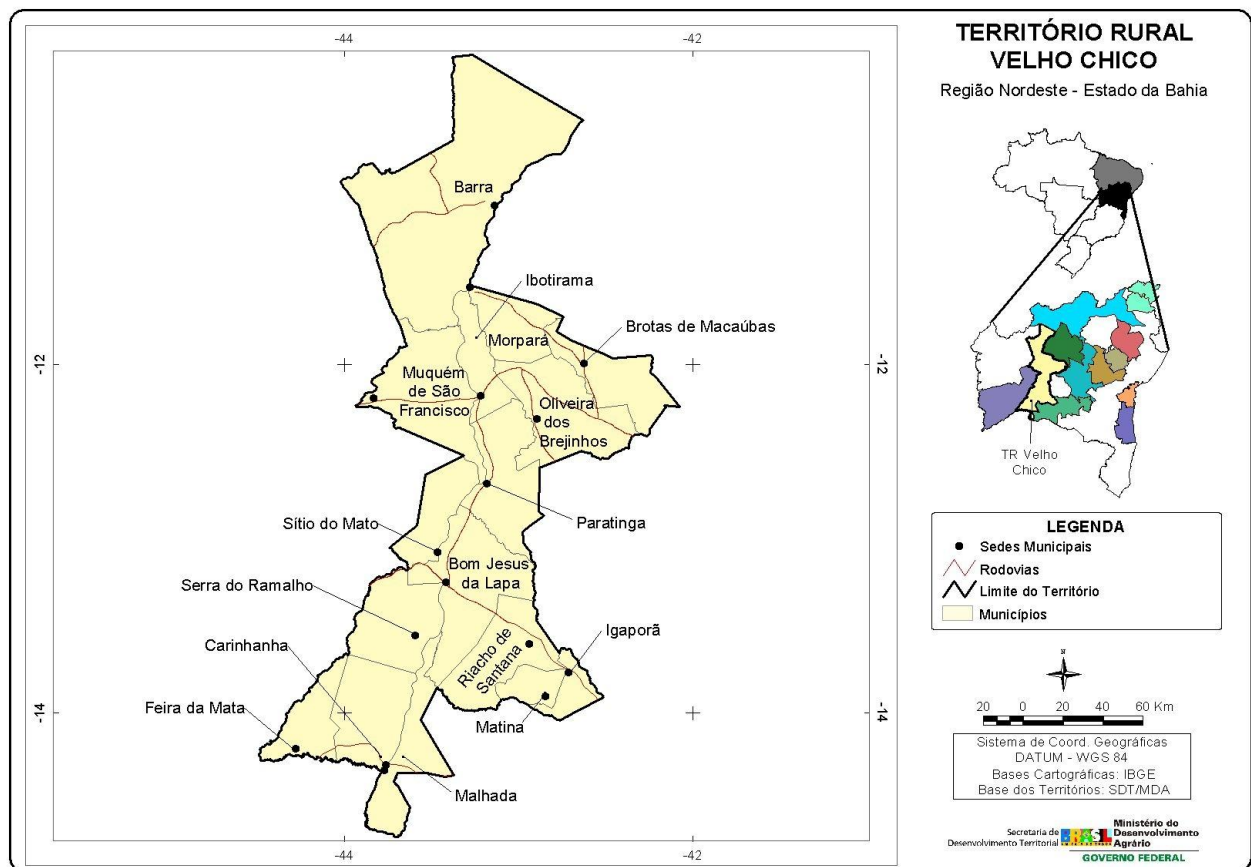 TERRITÓRIO RURAL
VELHO CHICO
Região Nordeste - Estado da Bahia
-44
-42
-12
-14
Barra
Ibotirama
Morpará
Brotas de Macaúbas
Muquém
de São
Francisco
Oliveira
dos
Brejinhos
Paratinga
Sítio do Mato
Bom Jesus
da Lapa
Serra do Ramalho
Igaporã
Carinhanha
Riacho de
Santana
Feira da Mata
Matina
Malhada
-12
-14
-44
-42
TR Velho
Chico
LEGENDA
Sedes Municipais
Rodovias
Limite do Território
Municípios
N
20 0 20 40 60 Km
Sistema de Coord. Geográficas
DATUM - WGS 84
Bases Cartográficas: IBGE
Base dos Territórios: SDT/MDA
Secretaria de
Desenvolvimento Territorial
BRASIL
Ministério do
Desenvolvimento
Agrário
GOVERNO FEDERAL